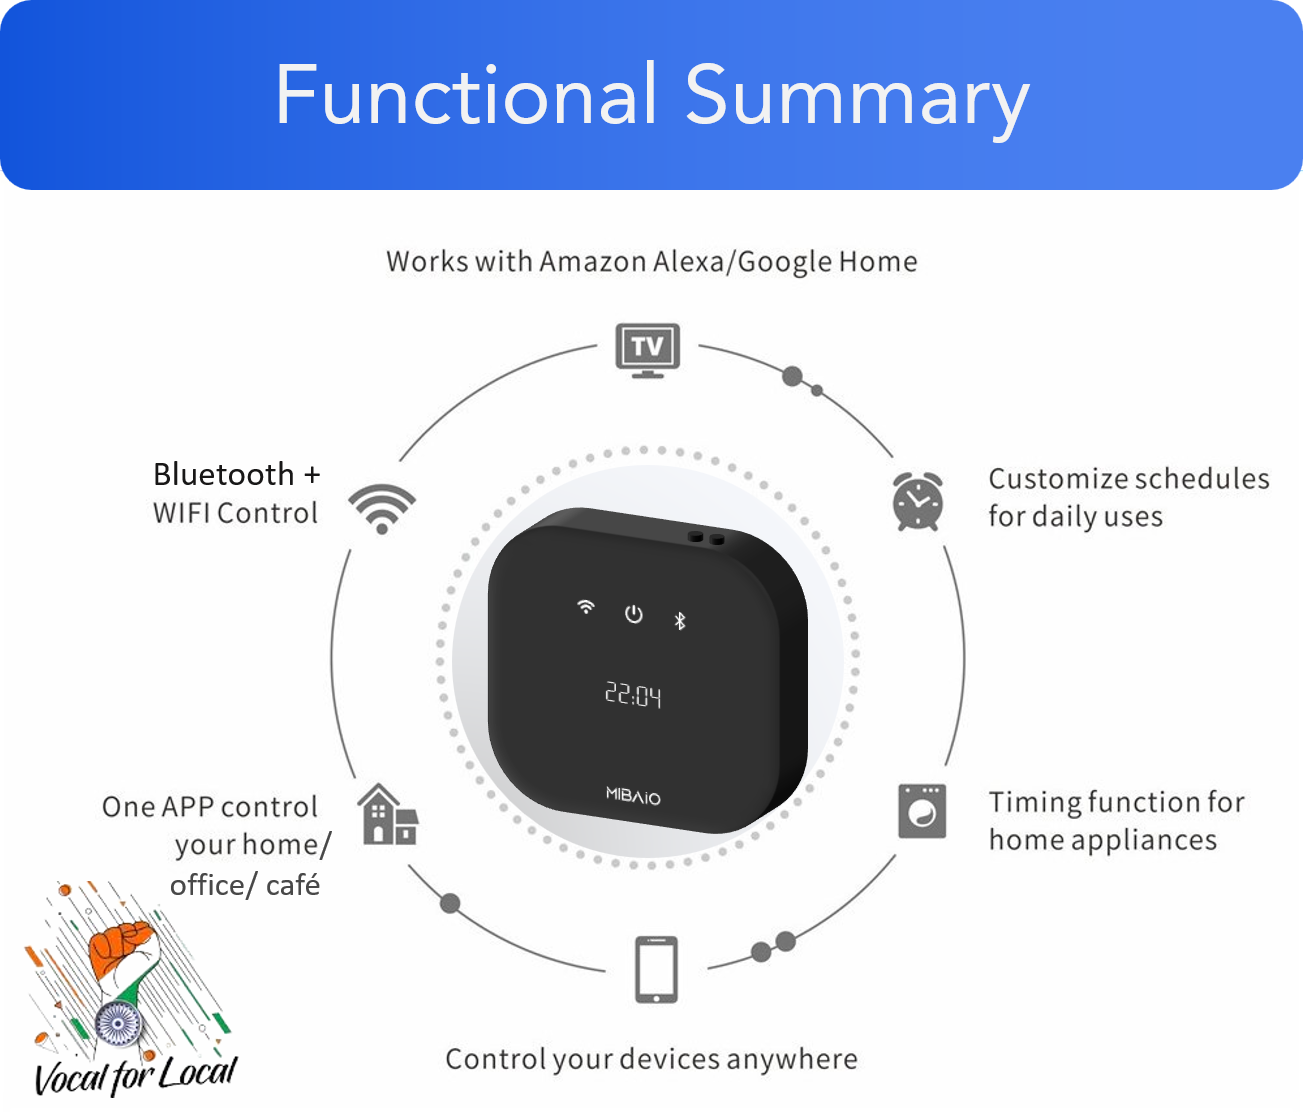 Functional Summary
Works with Amazon Alexa/Google Home
TV
Bluetooth +
WIFI Control
Customize schedules
for daily uses
22:04
MIBAIO
One APP control
your home/
office/ café
Timing function for
home appliances
Control your devices anywhere
Vocal for Local